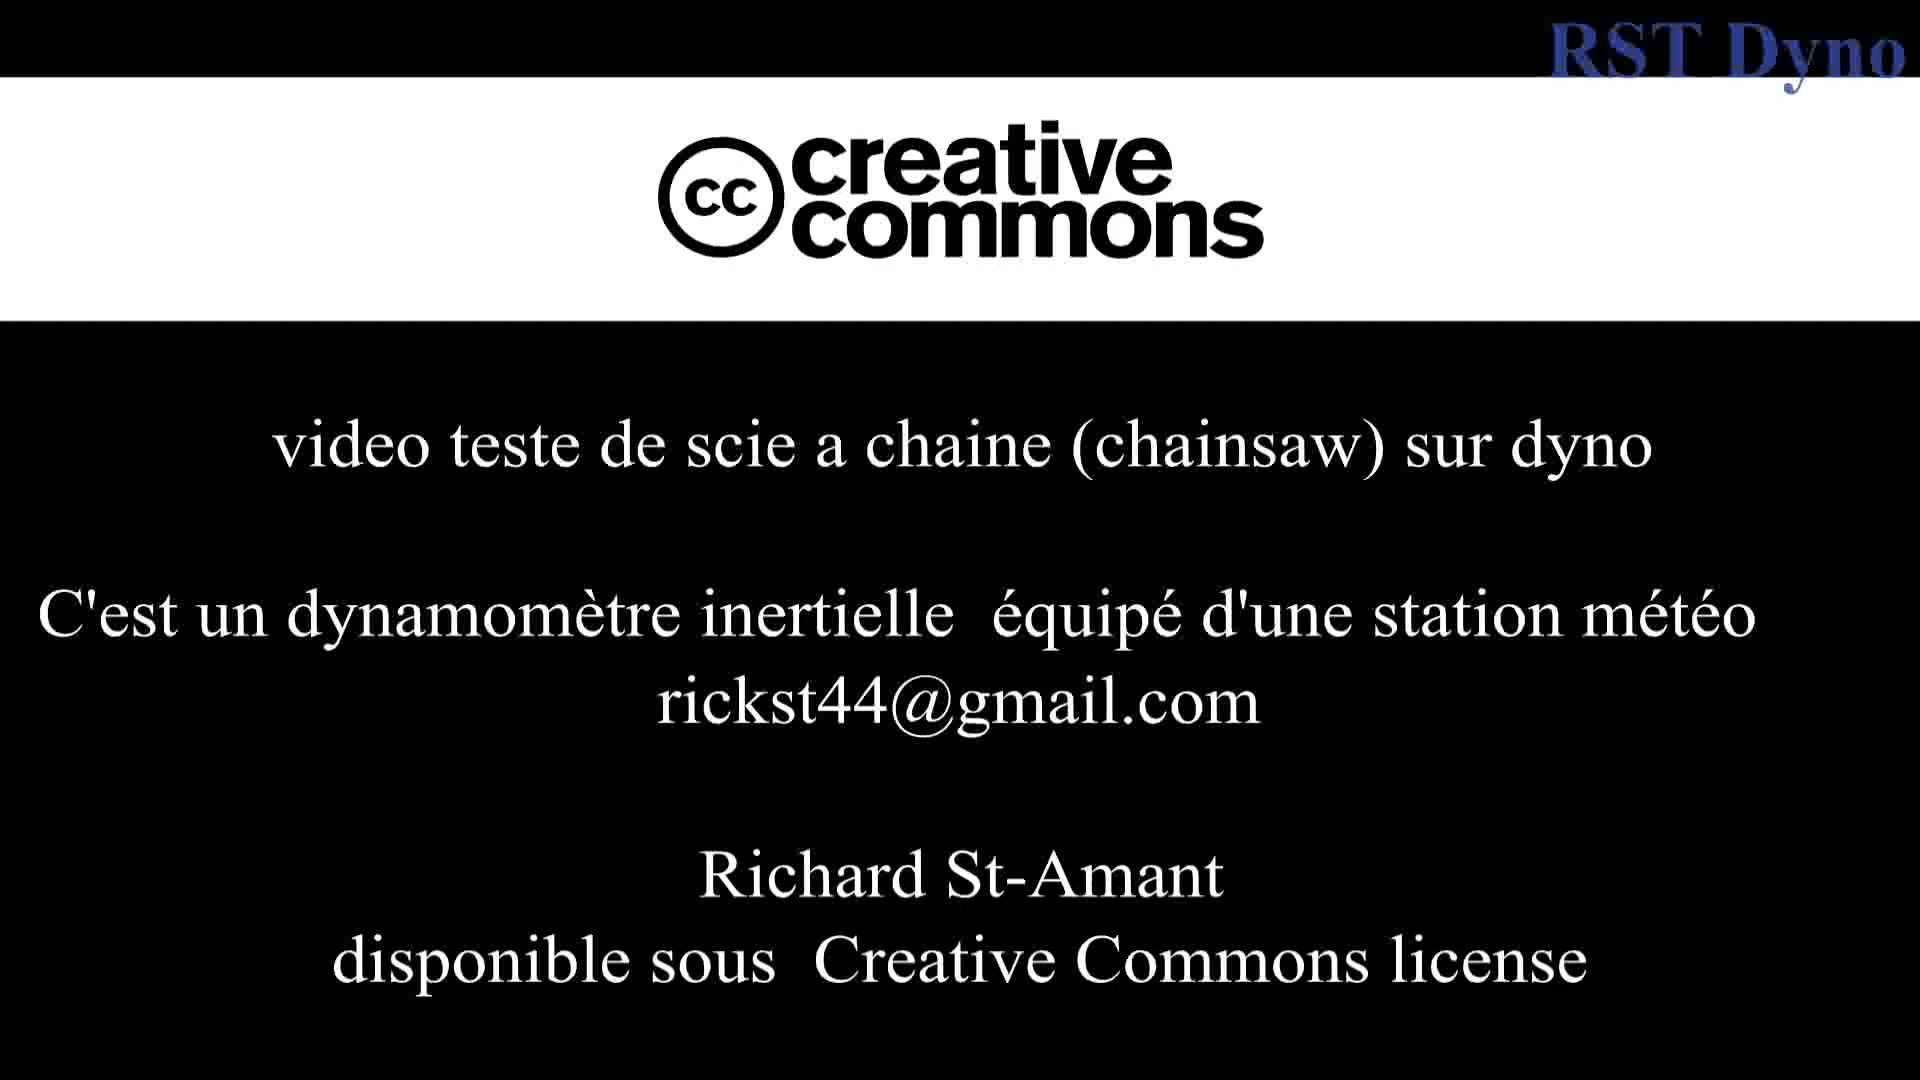 RST Dyno
cc creative
commons
video teste de scie a chaine (chainsaw) sur dyno
C'est un dynamomètre inertielle  équipé d'une station météo
rickst44@gmail.com
Richard St-Amant
disponible sous  Creative Commons license